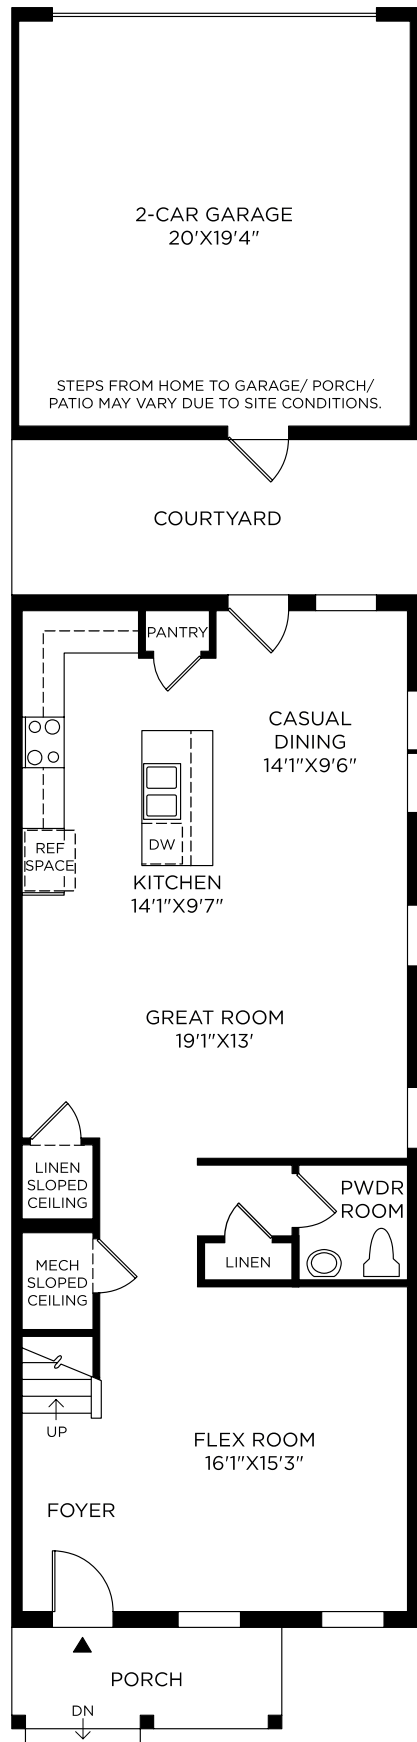 2-CAR GARAGE
20'X19'4"
STEPS FROM HOME TO GARAGE/ PORCH/
PATIO MAY VARY DUE TO SITE CONDITIONS.
COURTYARD
PANTRY
CASUAL
DINING
14'1"X9'6"
REF
SPACE
DW
KITCHEN
14'1"X9'7"
GREAT ROOM
19'1"X13'
LINEN
SLOPED
CEILING
PWDR
ROOM
LINEN
MECH
SLOPED
CEILING
UP
FLEX ROOM
16'1"X15'3"
FOYER
PORCH
DN